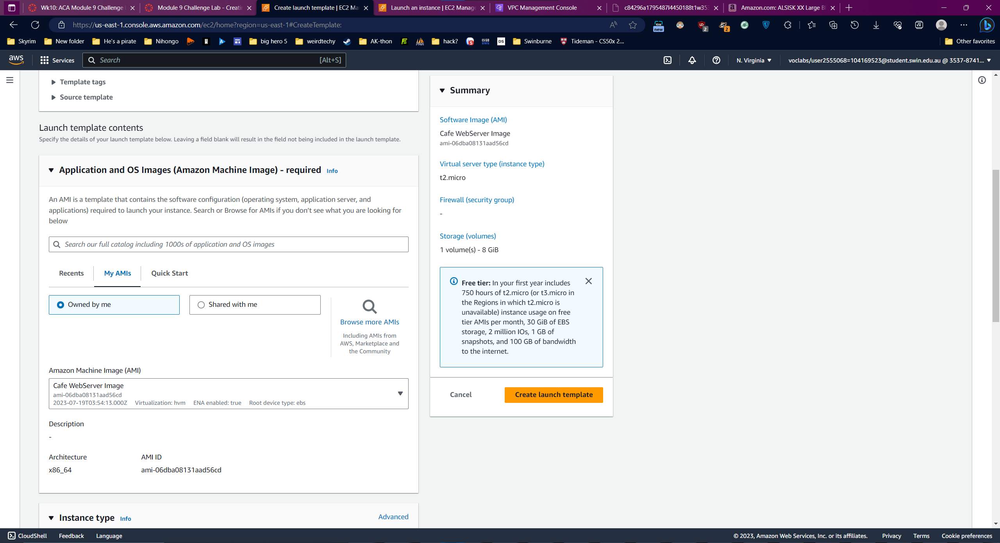 Wk10: ACA Module 9 Challenge
Module 9 Challenge Lab - Creati
Create launch template | EC2 Ma
Launch an instance | EC2 Manage
VPC Management Console
c84296a1795487l4450188t1w353
Amazon.com: ALSISK XX Large B
https://us-east-1.console.aws.amazon.com/ec2/home?region=us-east-1#CreateTemplate:
new
2
2
Skyrim
New folder
He's a pirate
Nihongo
big hero 5
weirdtechy
AK-thon
hack?
DS
Swinburne
Tideman - CS50x 2...
Other favorites
aws
Services
Search
[Alt+S]
N. Virginia
voclabs/user2555068=104169523@student.swin.edu.au @ 3537-8741...
Template tags
Source template
Launch template contents
Specify the details of your launch template below. Leaving a field blank will result in the field not being included in the launch template.
Application and OS Images (Amazon Machine Image) - required Info
An AMI is a template that contains the software configuration (operating system, application server, and
applications) required to launch your instance. Search or Browse for AMIs if you don’t see what you are looking for
below
Search our full catalog including 1000s of application and OS images
Recents
My AMIs
Quick Start
Owned by me
Shared with me
Browse more AMIs
Including AMIs from
AWS, Marketplace and
the Community
Amazon Machine Image (AMI)
Cafe WebServer Image
ami-06dba08131aad56cd
2023-07-19T03:54:13.000Z Virtualization: hvm ENA enabled: true Root device type: ebs
Description
-
Architecture
x86_64
AMI ID
ami-06dba08131aad56cd
Instance type Info
Advanced
Summary
Software Image (AMI)
Cafe WebServer Image
ami-06dba08131aad56cd
Virtual server type (instance type)
t2.micro
Firewall (security group)
-
Storage (volumes)
1 volume(s) - 8 GiB
Free tier: In your first year includes
750 hours of t2.micro (or t3.micro in
the Regions in which t2.micro is
unavailable) instance usage on free
tier AMIs per month, 30 GiB of EBS
storage, 2 million IOs, 1 GB of
snapshots, and 100 GB of bandwidth
to the internet.
Cancel
Create launch template
CloudShell
Feedback
Language
© 2023, Amazon Web Services, Inc. or its affiliates.
Privacy
Terms
Cookie preferences